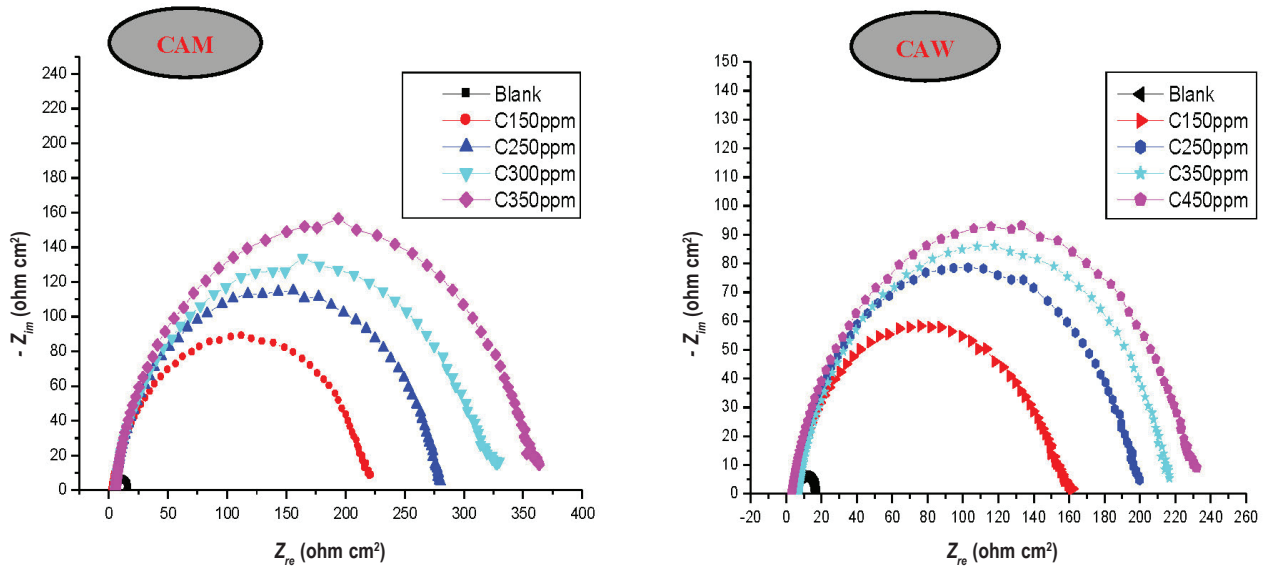 CAM
Blank
C150ppm
C250ppm
C300ppm
C350ppm
240
220
200
180
160
140
120
100
80
60
40
20
0
0 50 100 150 200 250 300 350 400
- Zim (ohm cm²)
Zre (ohm cm²)
CAW
Blank
C150ppm
C250ppm
C350ppm
C450ppm
150
140
130
120
110
100
90
80
70
60
50
40
30
20
10
0
-20 0 20 40 60 80 100 120 140 160 180 200 220 240 260
- Zim (ohm cm²)
Zre (ohm cm²)